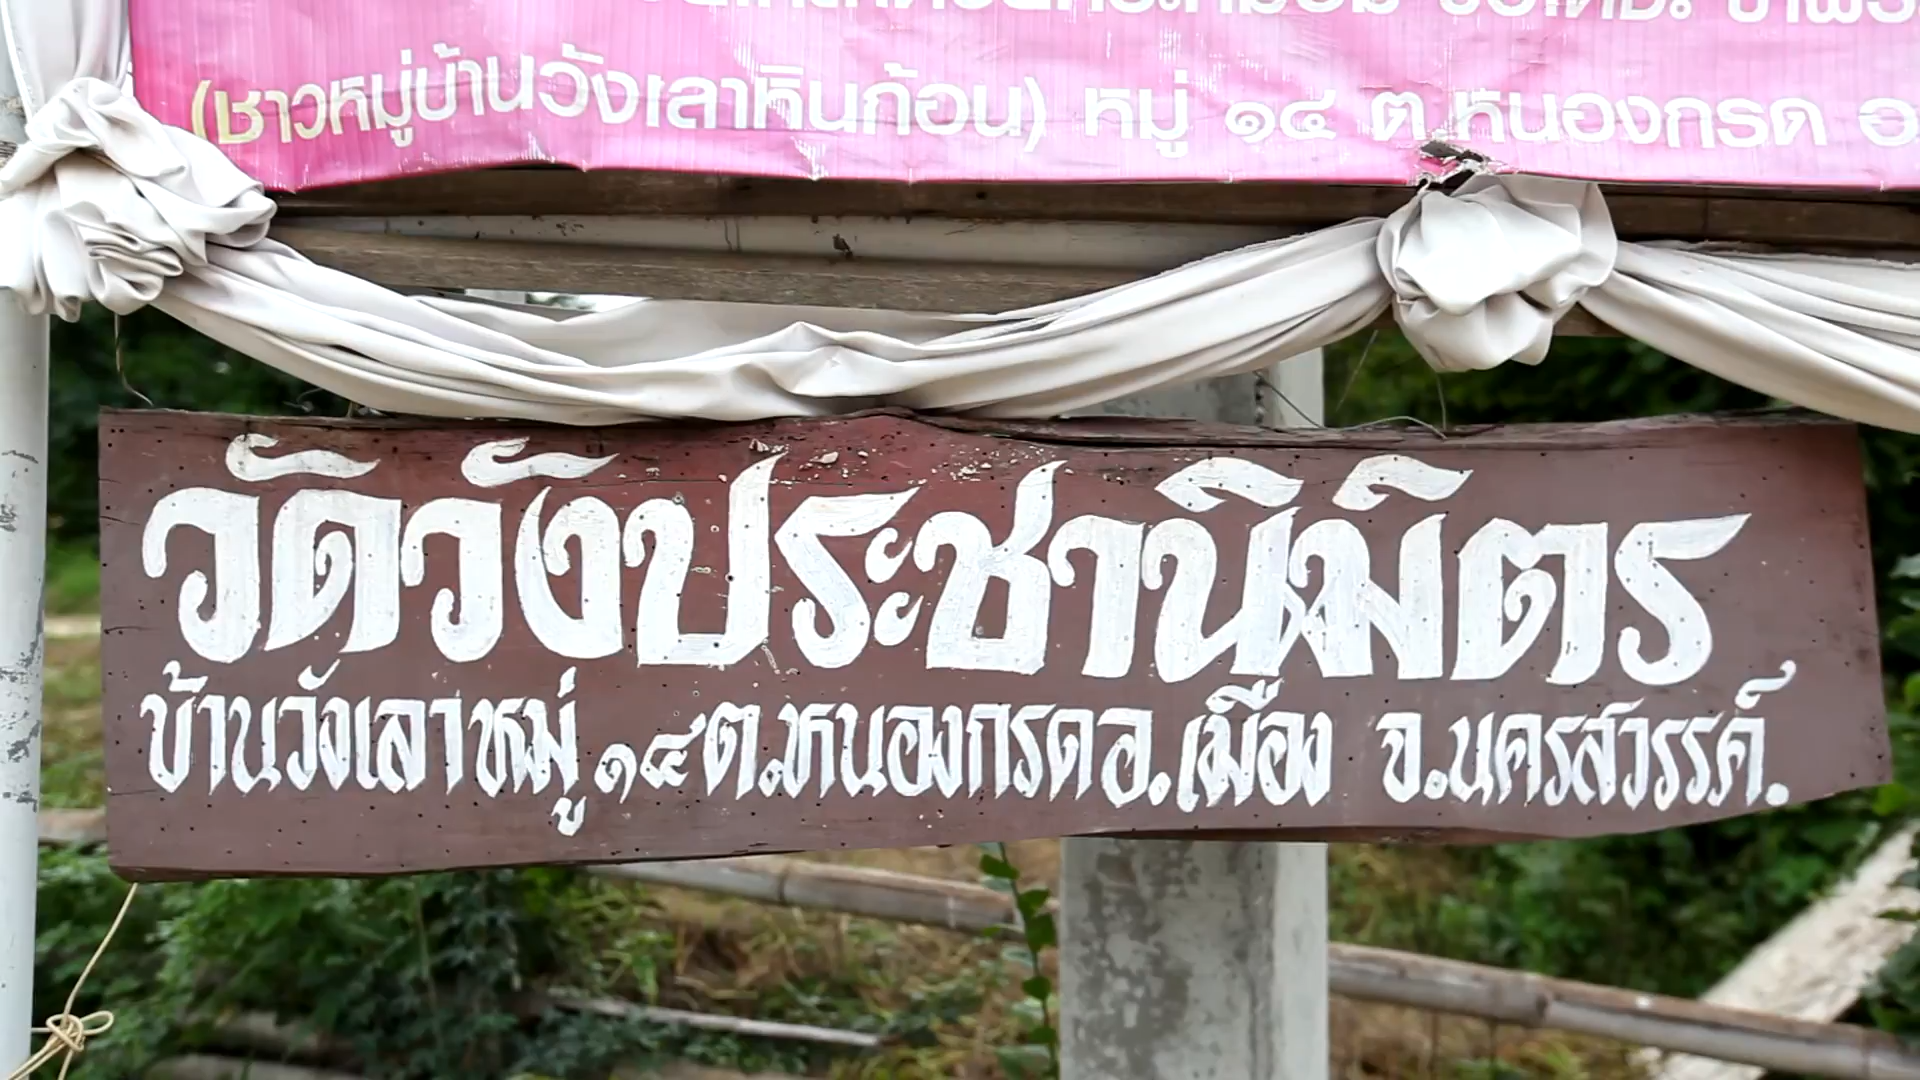 (ชาวหมู่บ้านวังเลาหินก้อน) หมู่ ๑๔ ต.หนองกรด อ
วัดวังประชานิมิตร
บ้านวังเลาหมู่ ๑๔ ต.หนองกรด อ.เมือง จ.นครสวรรค์.